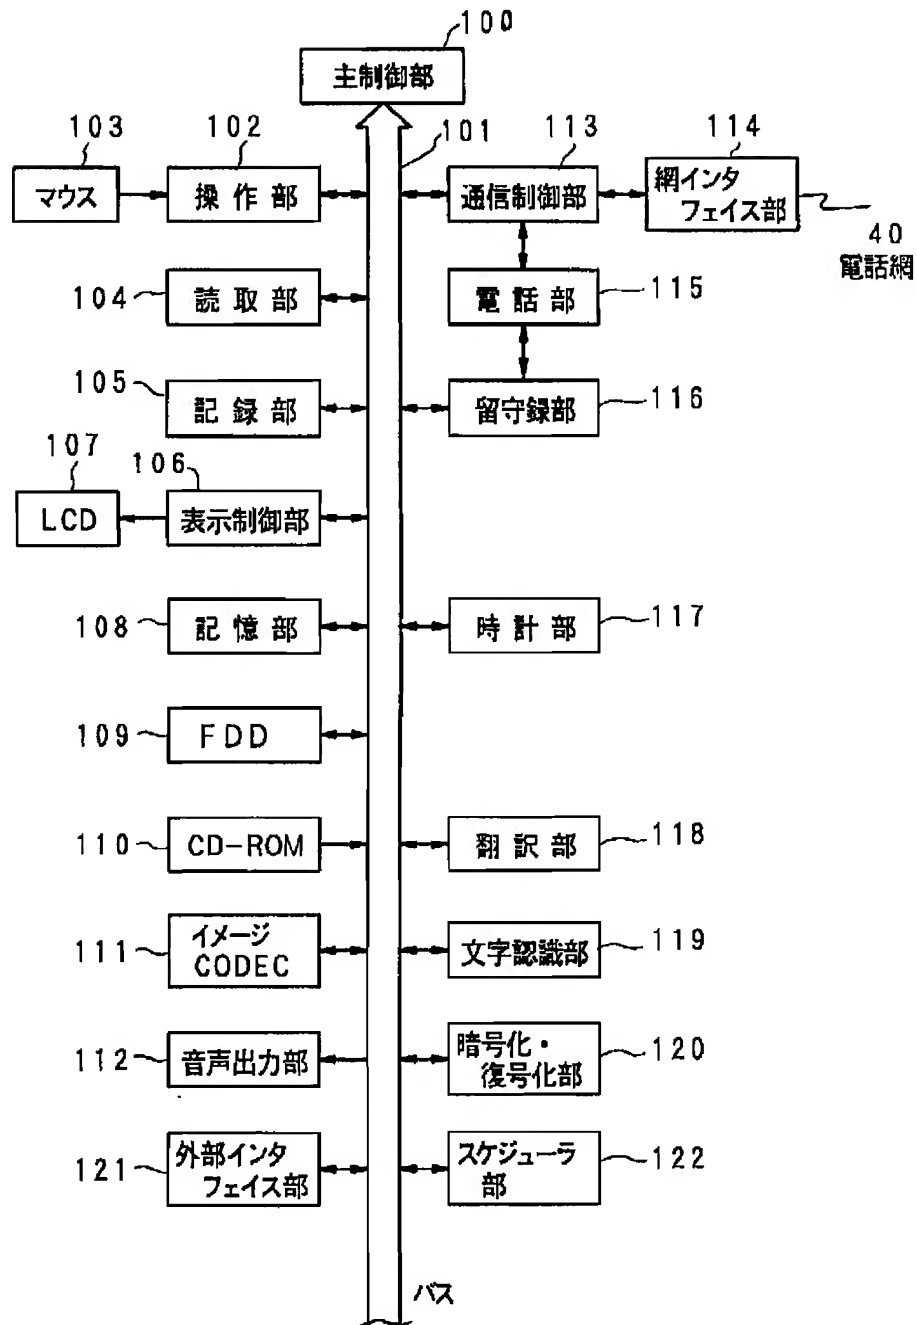 100
主制御部
103
102
101
113
114
マウス
操作部
通信制御部
網インタ
フェイス部
40
電話網
104
読取部
電話部
115
105
記録部
留守録部
116
107
106
LCD
表示制御部
108
記憶部
時計部
117
109
FDD
110
CD-ROM
翻訳部
118
111
イメージ
CODEC
文字認識部
119
112
音声出力部
暗号化・
復号化部
120
121
外部インタ
フェイス部
スケジューラ
部
122
バス